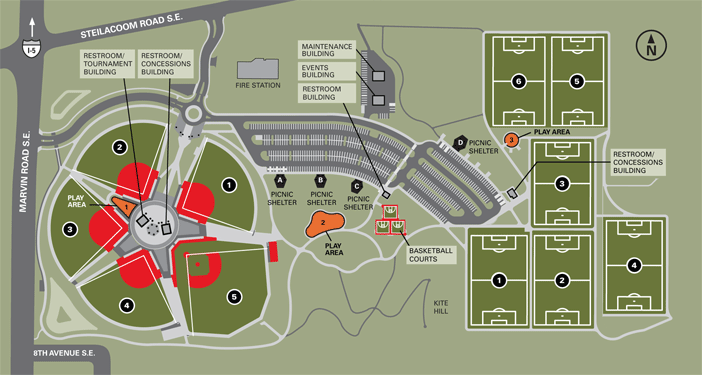 STEILACOOM ROAD S.E.
I-5
MARVIN ROAD S.E.
8TH AVENUE S.E.
RESTROOM/
TOURNAMENT
BUILDING
RESTROOM/
CONCESSIONS
BUILDING
FIRE STATION
MAINTENANCE
BUILDING
EVENTS
BUILDING
RESTROOM
BUILDING
N
6
5
3
PLAY AREA
D
PICNIC
SHELTER
RESTROOM/
CONCESSIONS
BUILDING
2
1
PLAY
AREA
1
3
4
5
A
PICNIC
SHELTER
B
PICNIC
SHELTER
C
PICNIC
SHELTER
2
PLAY
AREA
BASKETBALL
COURTS
KITE
HILL
3
1
2
4